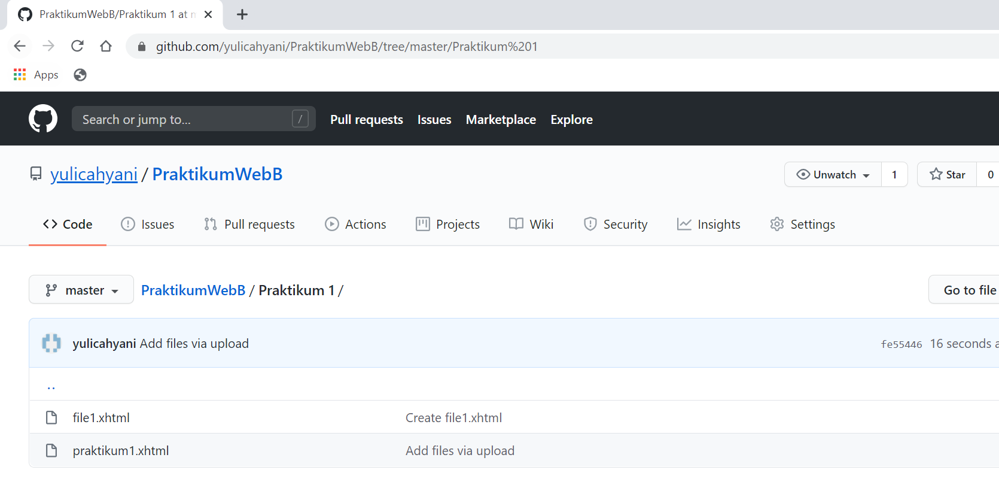 PraktikumWebB/Praktikum 1 at
github.com/yulicahyani/PraktikumWebB/tree/master/Praktikum%201
Apps
Search or jump to... /
Pull requests Issues Marketplace Explore
yulicahyani / PraktikumWebB
Unwatch 1 Star 0
Code Issues Pull requests Actions Projects Wiki Security Insights Settings
master PraktikumWebB / Praktikum 1 / Go to file
yulicahyani Add files via upload fe55446 16 seconds
..
file1.xhtml Create file1.xhtml
praktikum1.xhtml Add files via upload